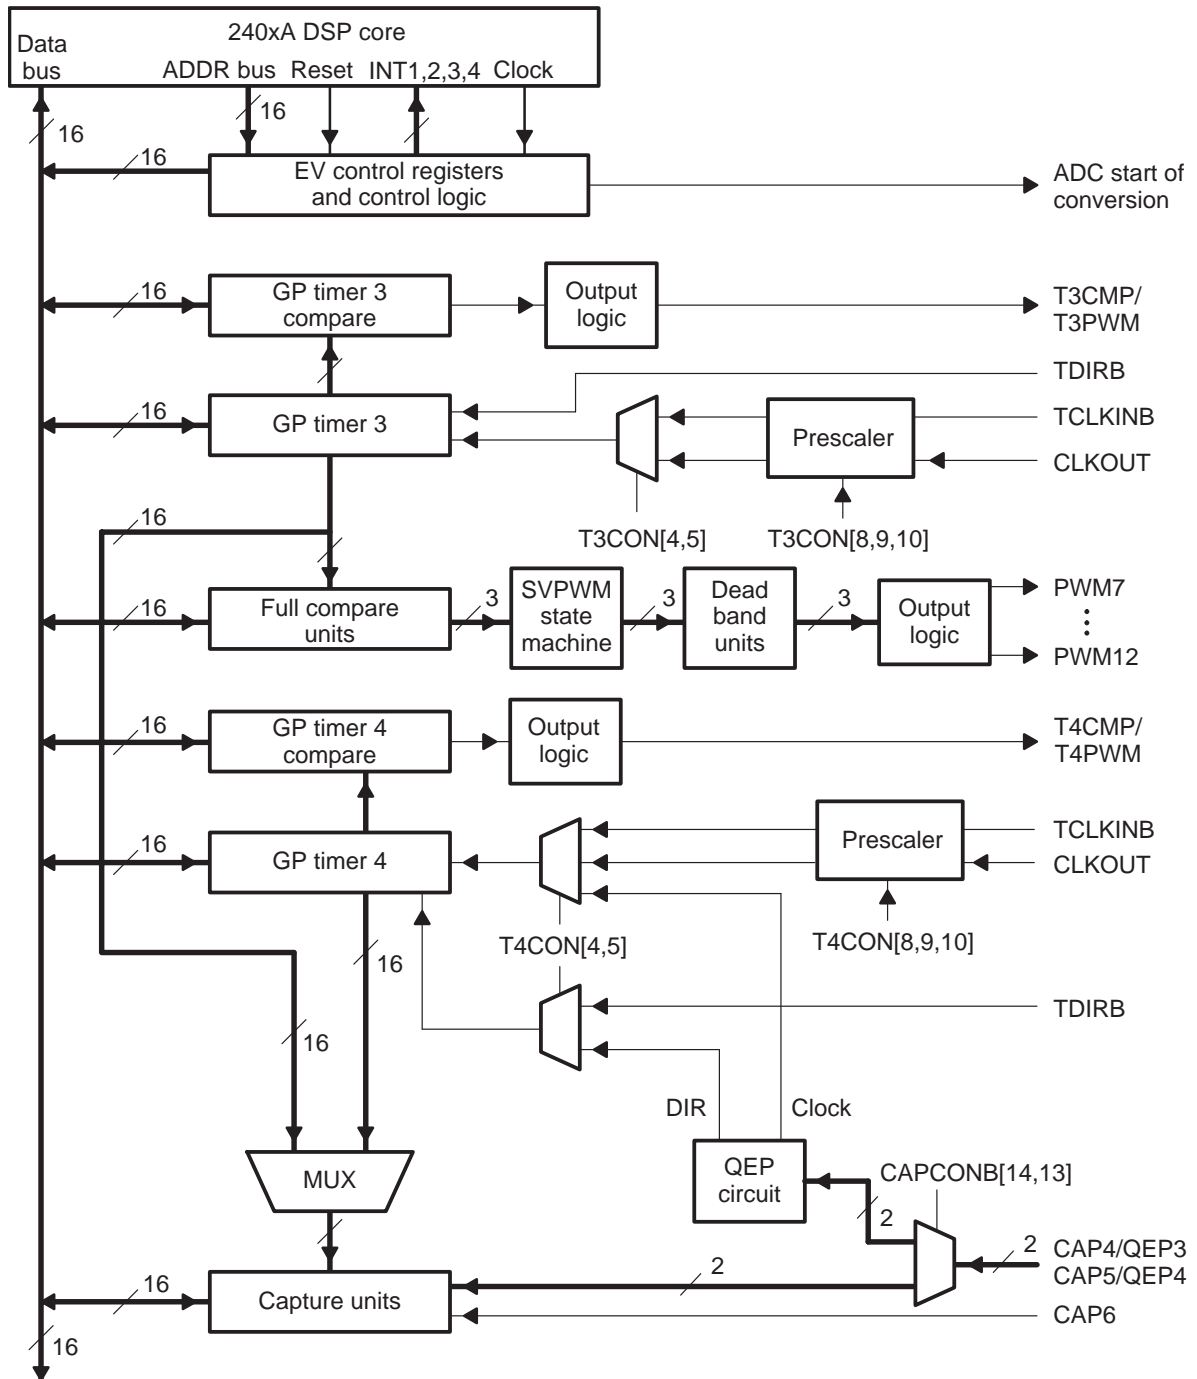 240xA DSP core
Data
bus
ADDR bus Reset INT1,2,3,4 Clock
16
16
16
EV control registers
and control logic
ADC start of
conversion
16
GP timer 3
compare
Output
logic
T3CMP/
T3PWM
TDIRB
16
GP timer 3
Prescaler
TCLKINB
CLKOUT
16
T3CON[4,5]
T3CON[8,9,10]
16
Full compare
units
3
SVPWM
state
machine
3
Dead
band
units
3
Output
logic
PWM7
PWM12
16
GP timer 4
compare
Output
logic
T4CMP/
T4PWM
16
GP timer 4
Prescaler
TCLKINB
CLKOUT
T4CON[4,5]
T4CON[8,9,10]
16
16
TDIRB
DIR
Clock
MUX
QEP
circuit
CAPCONB[14,13]
2
2
CAP4/QEP3
CAP5/QEP4
2
16
Capture units
CAP6
16